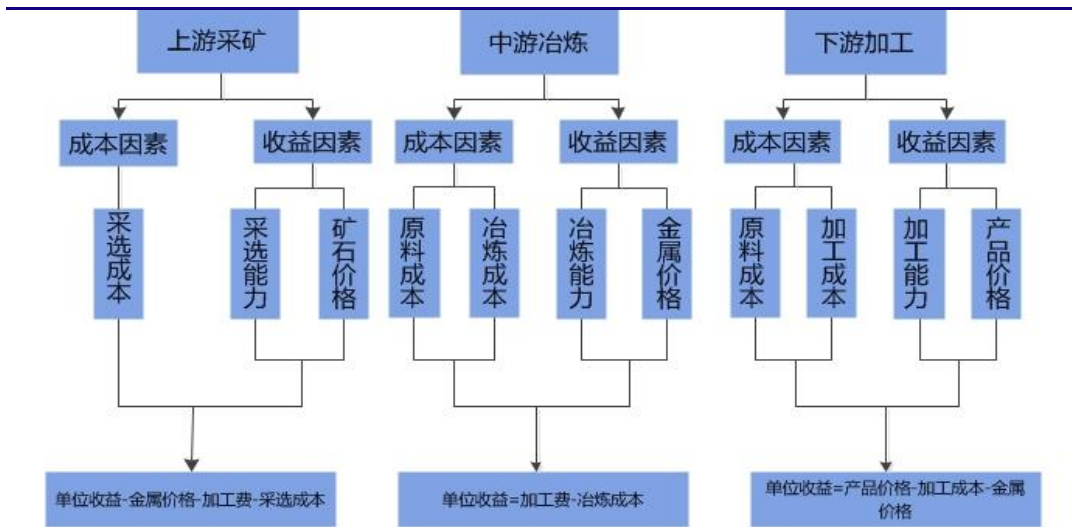 上游采矿
中游冶炼
下游加工
成本因素
收益因素
成本因素
收益因素
成本因素
收益因素
采选成本
采选能力
矿石价格
原料成本
冶炼成本
冶炼能力
金属价格
原料成本
加工成本
加工能力
产品价格
单位收益-金属价格-加工费-采选成本
单位收益=加工费-冶炼成本
单位收益=产品价格-加工成本-金属
价格